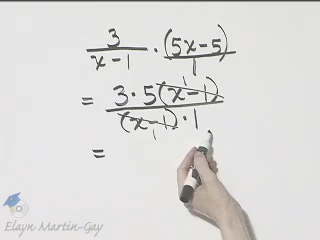 3/(x-1) · (5x-5)/1
= 3·5(x-1)/(x-1)·1
=
Elayn Martin-Gay